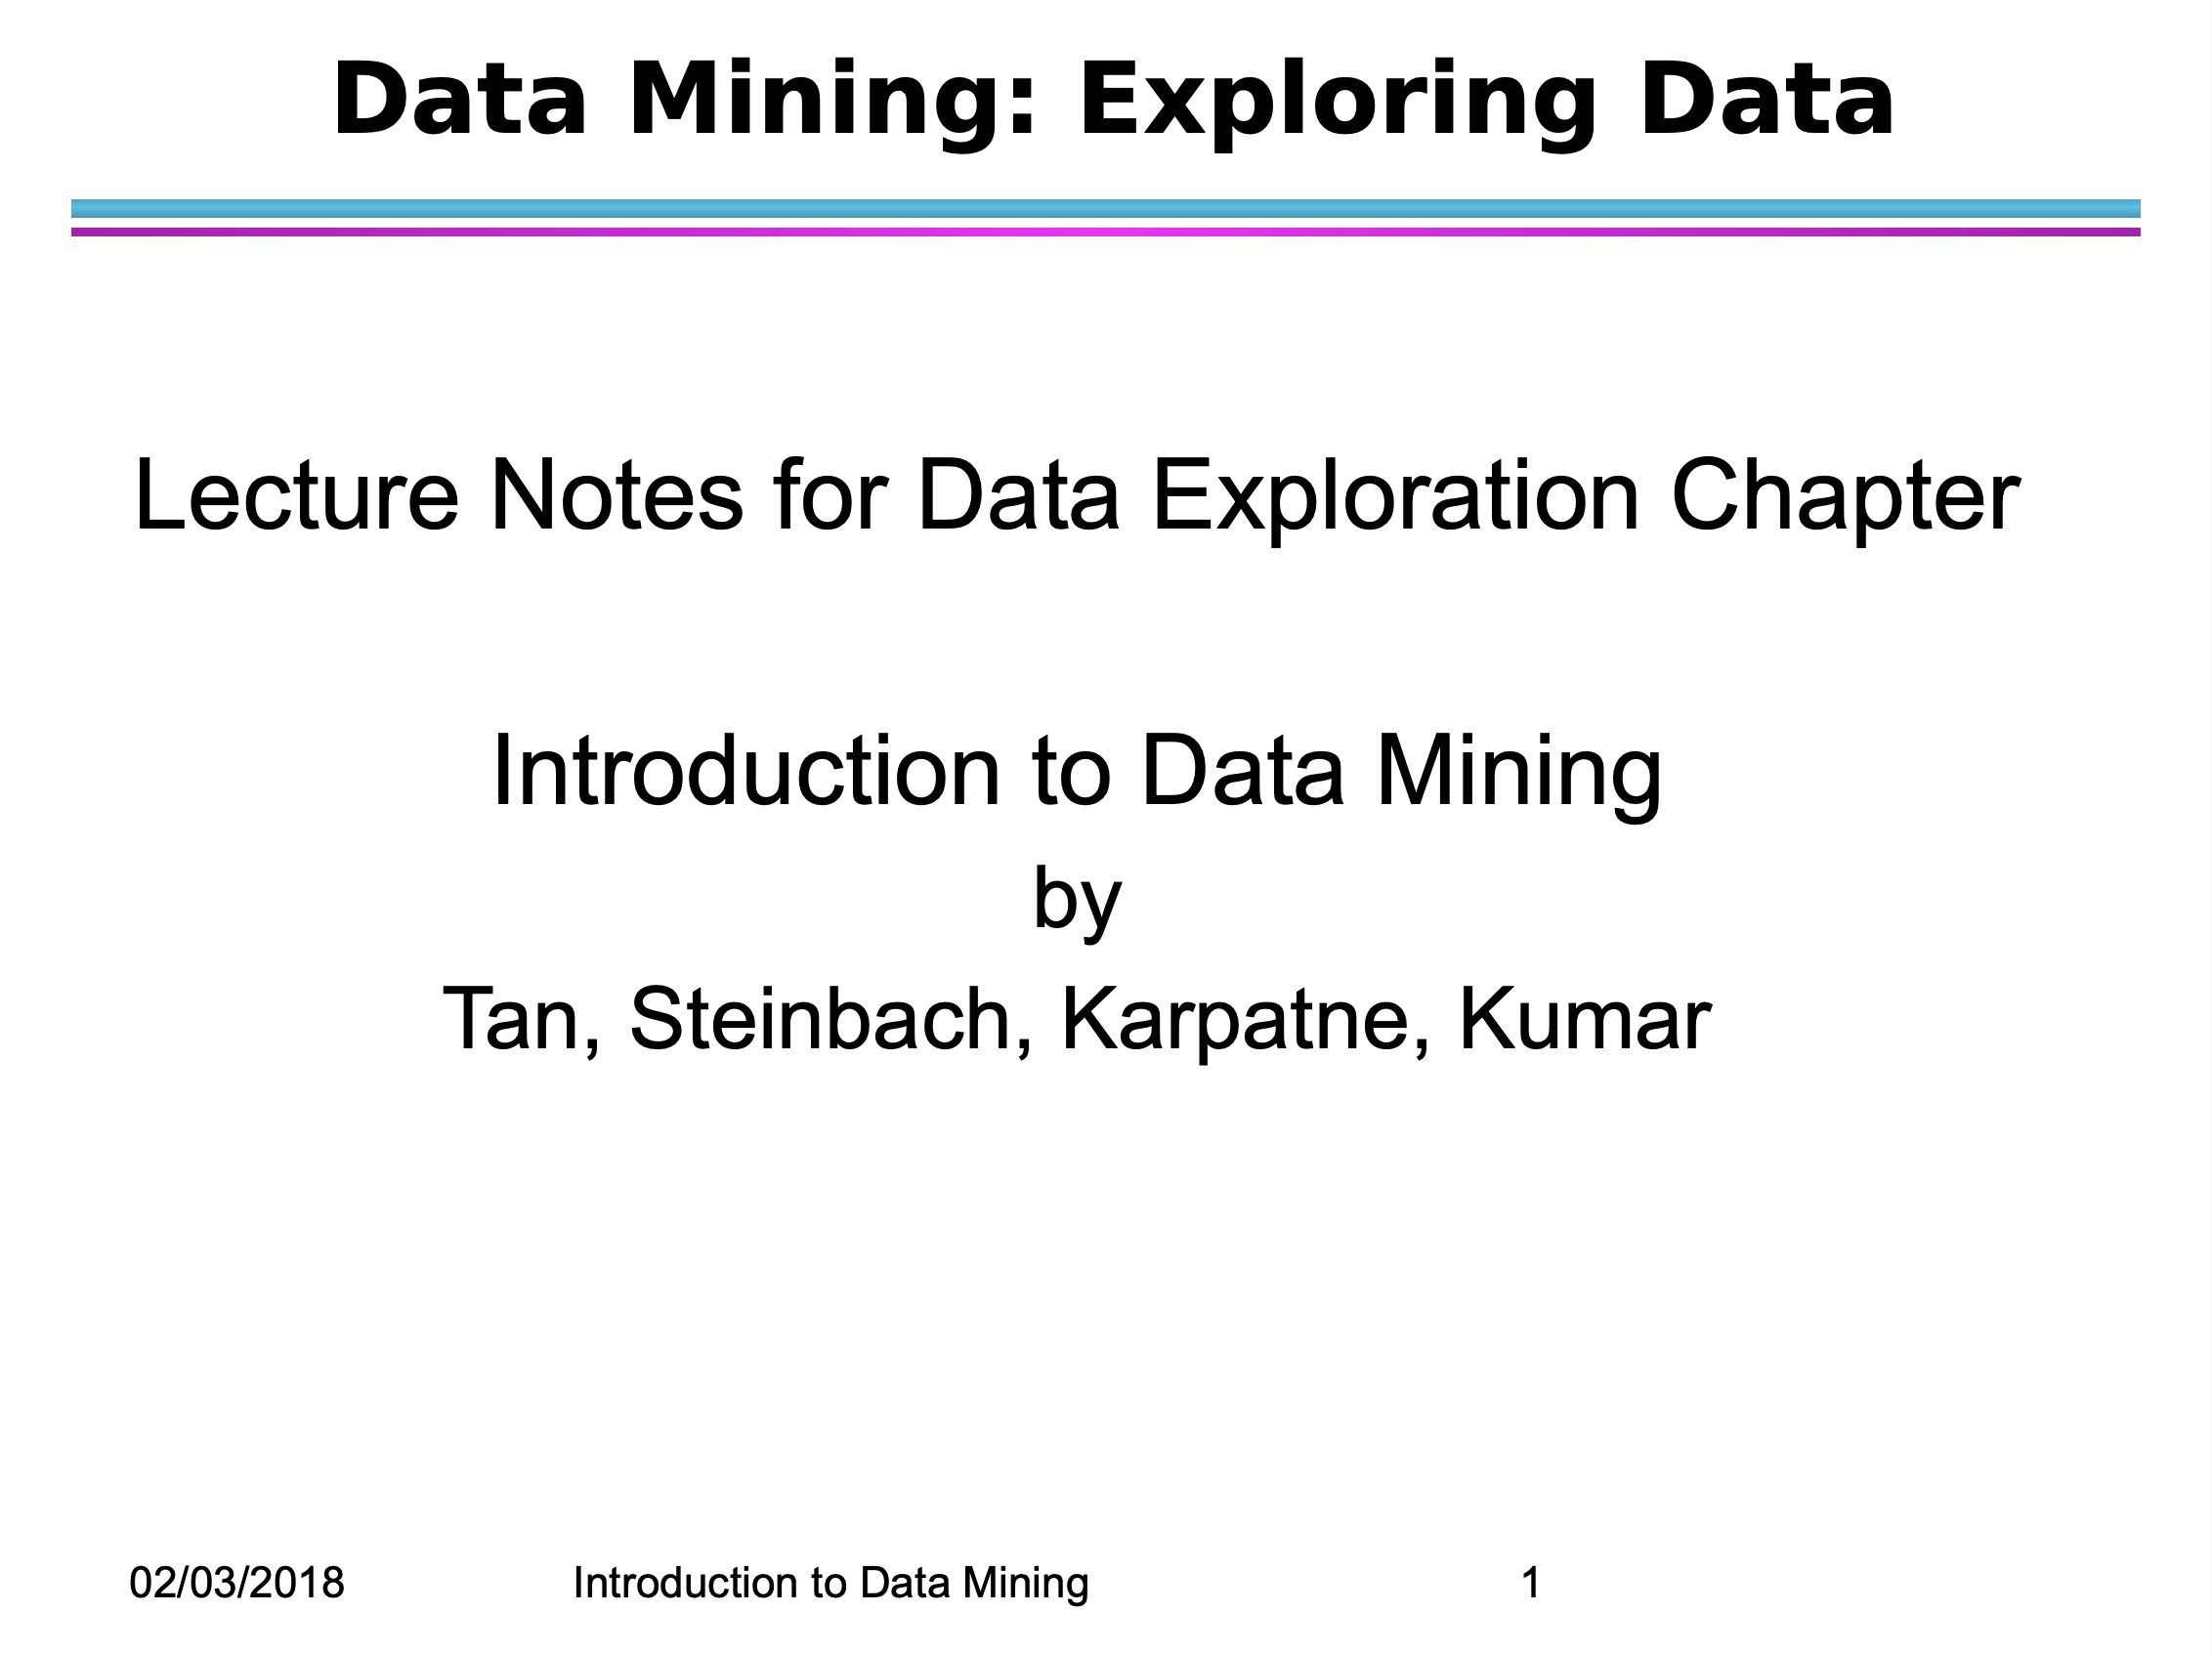 Data Mining: Exploring Data
Lecture Notes for Data Exploration Chapter
Introduction to Data Mining
by
Tan, Steinbach, Karpatne, Kumar
02/03/2018 Introduction to Data Mining 1